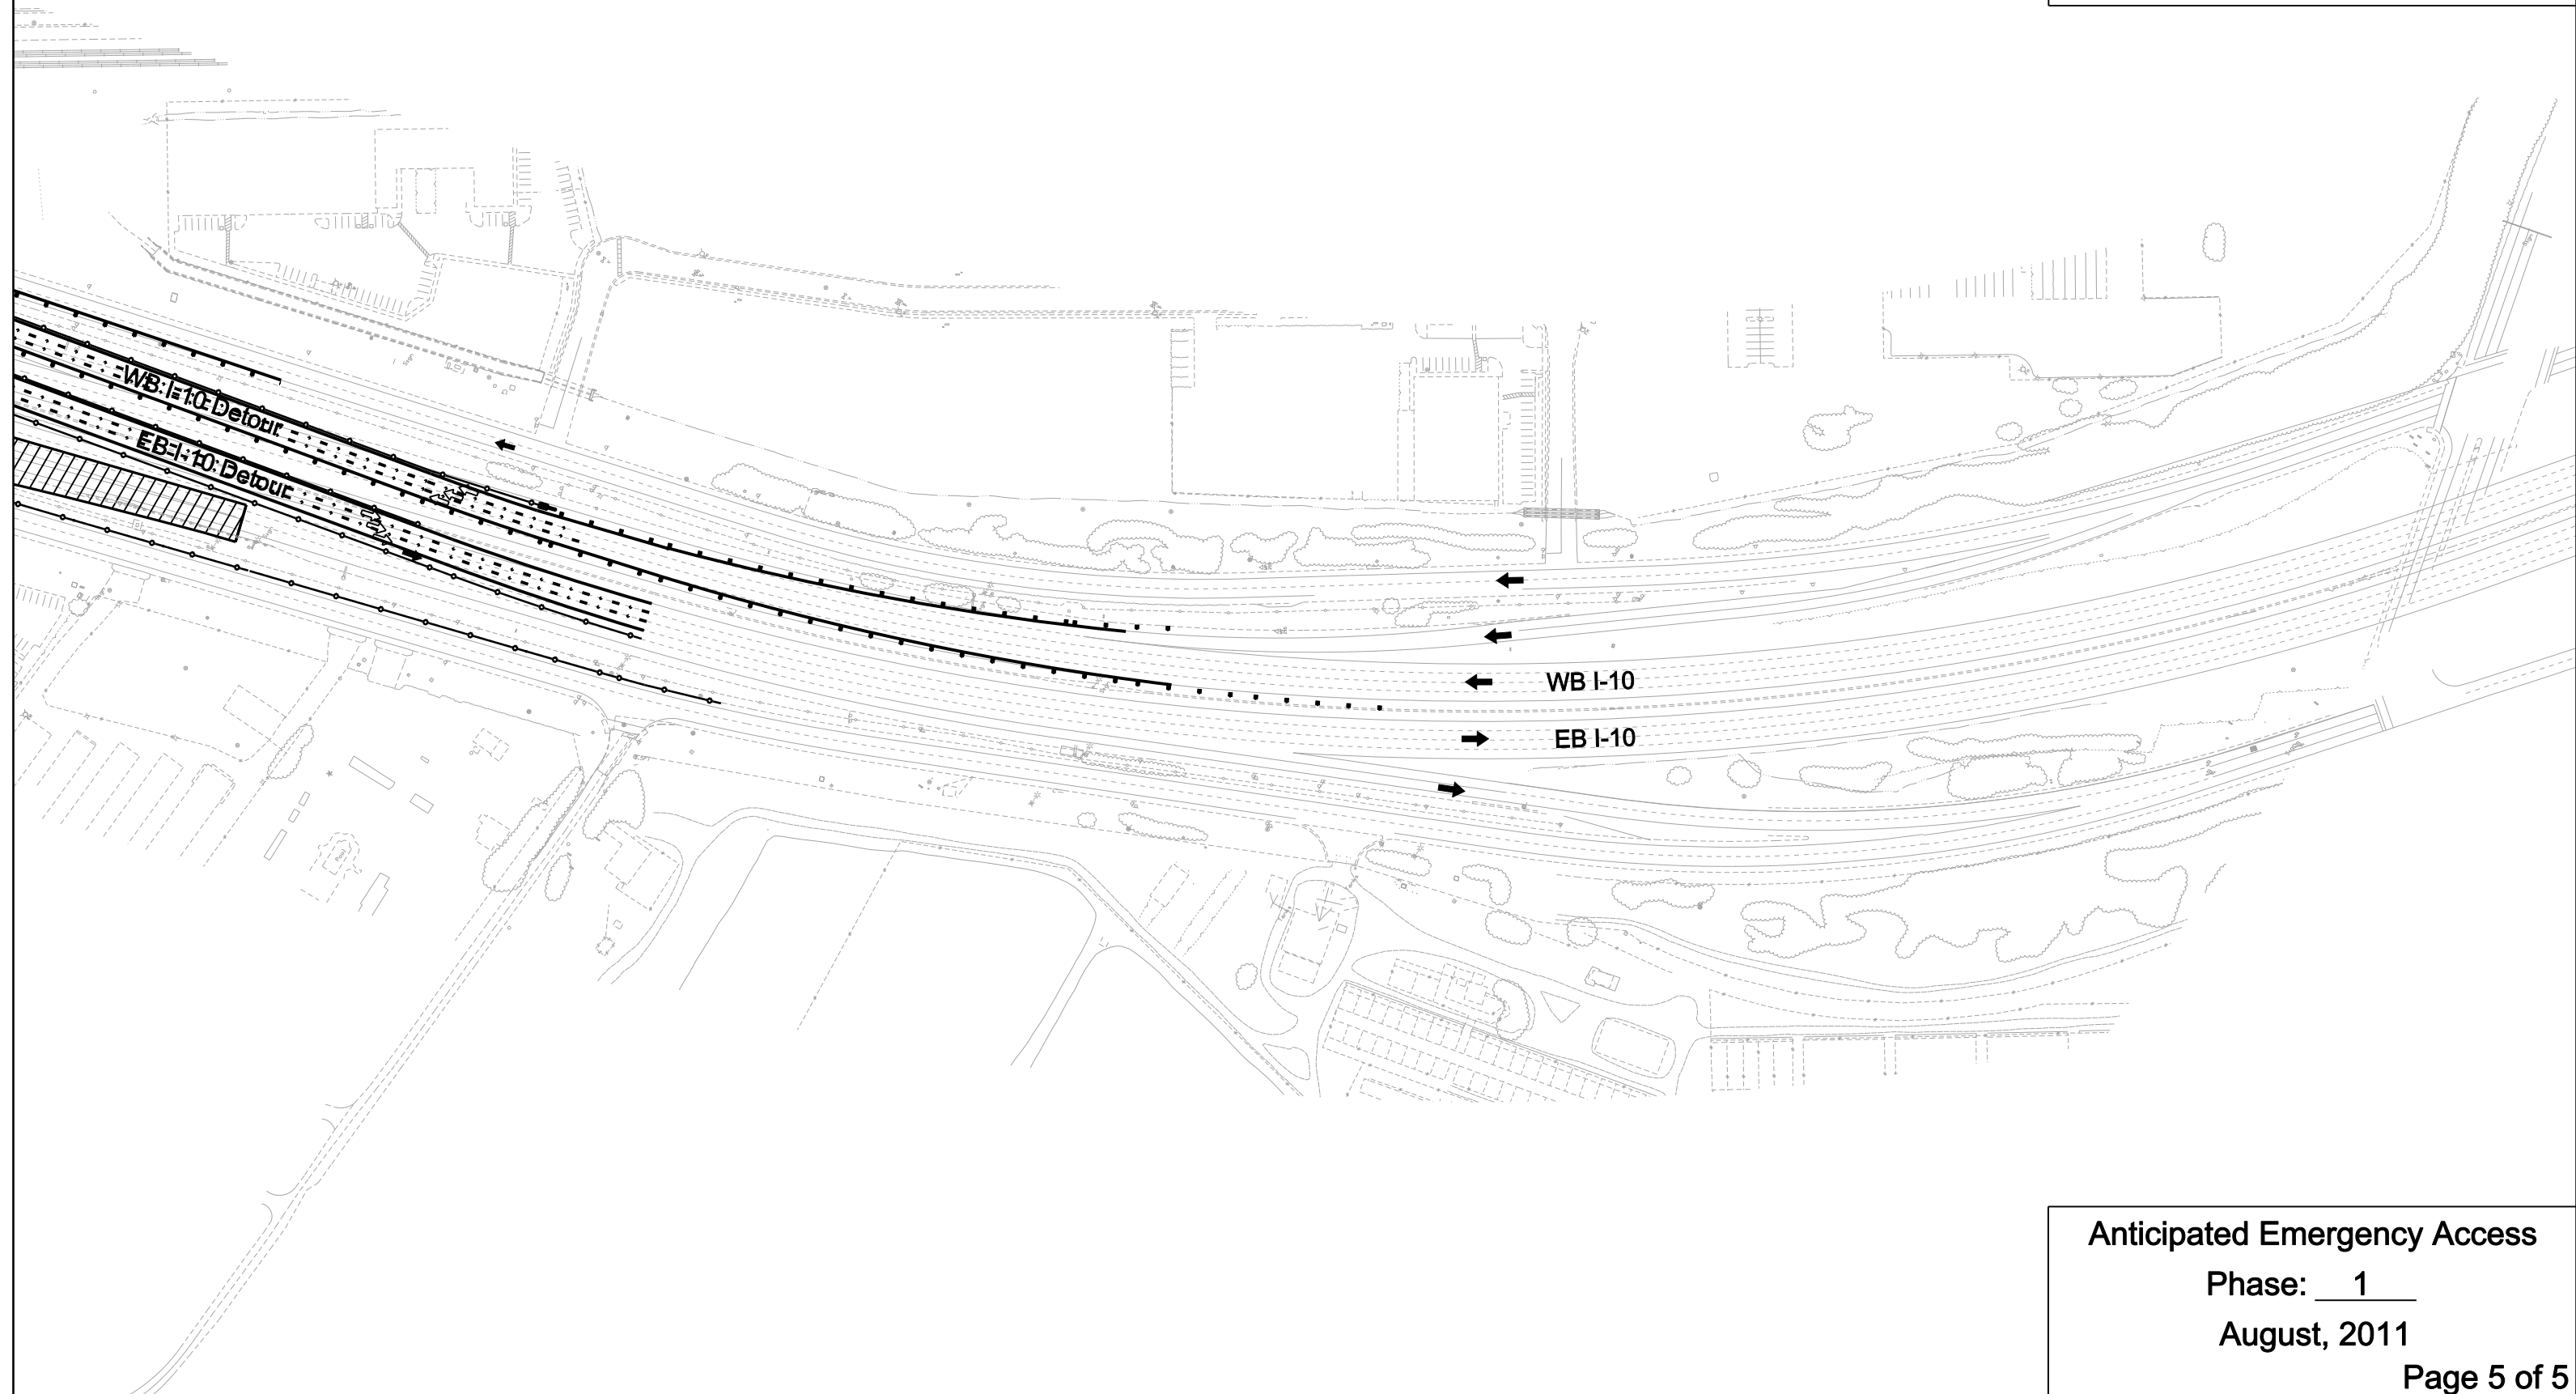 WB I-10 Detour
EB I-10 Detour
WB I-10
EB I-10
Anticipated Emergency Access
Phase: 1
August, 2011
Page 5 of 5